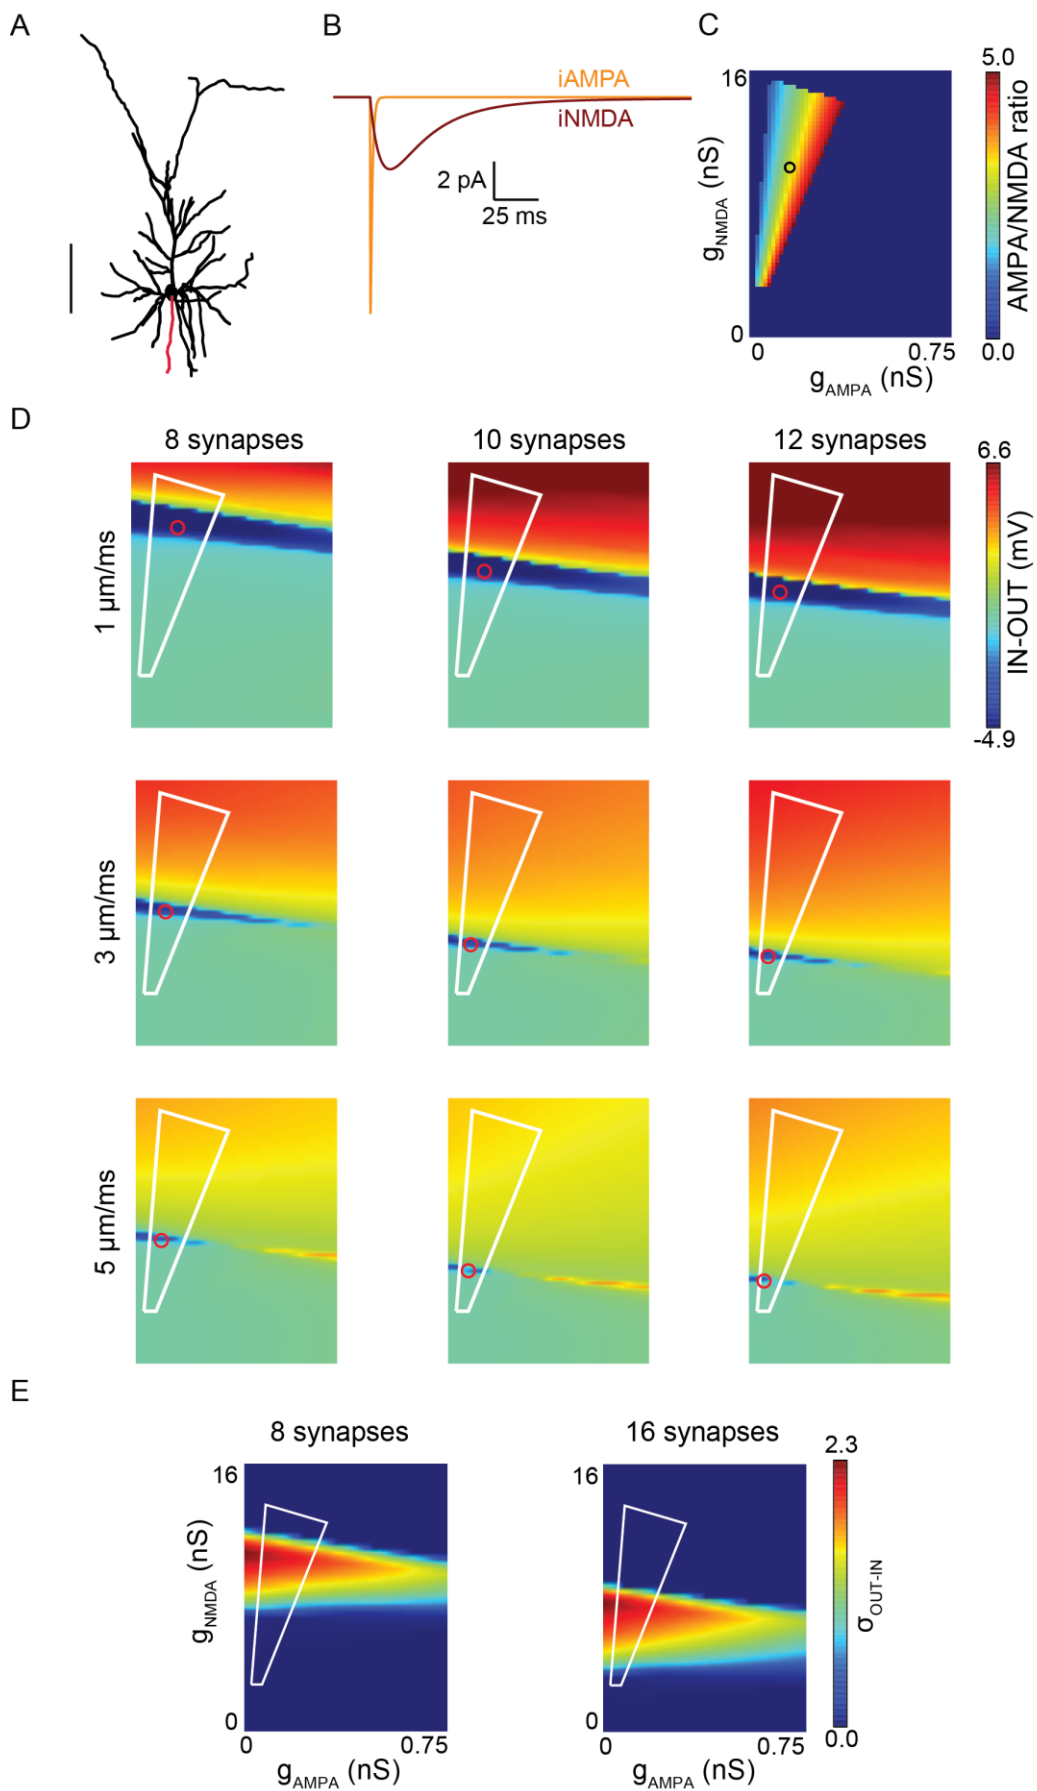 A
B
C
iAMPA
iNMDA
2 pA
25 ms
16
gNMDA (nS)
0
0
0.75
gAMPA (nS)
5.0
AMPA/NMDA ratio
0.0
D
8 synapses
10 synapses
12 synapses
1 µm/ms
6.6
IN-OUT (mV)
-4.9
3 µm/ms
5 µm/ms
E
8 synapses
16 synapses
16
gNMDA (nS)
0
0
0.75
gAMPA (nS)
16
0
0
0.75
gAMPA (nS)
2.3
σOUT-IN
0.0